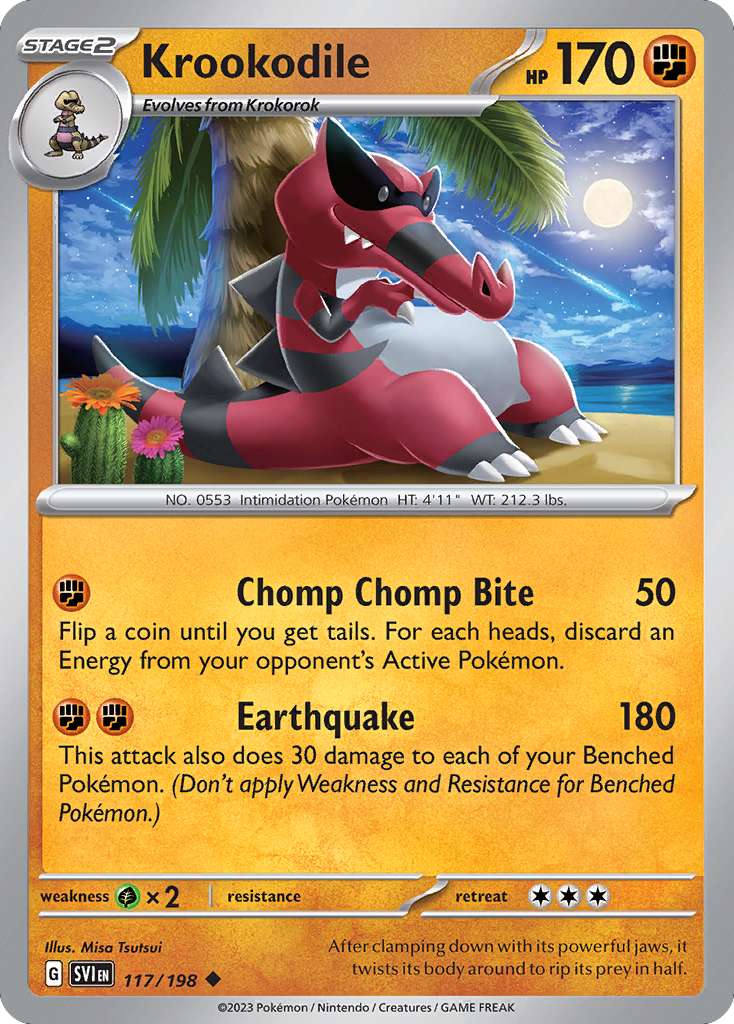 STAGE2
Krookodile
HP 170
Evolves from Krokorok
NO. 0553 Intimidation Pokémon HT: 4'11" WT: 212.3 lbs.
Chomp Chomp Bite 50
Flip a coin until you get tails. For each heads, discard an
Energy from your opponent's Active Pokémon.
Earthquake 180
This attack also does 30 damage to each of your Benched
Pokémon. (Don't apply Weakness and Resistance for Benched
Pokémon.)
weakness ×2 resistance retreat
Illus. Misa Tsutsui
G SVI EN 117/198
After clamping down with its powerful jaws, it
twists its body around to rip its prey in half.
©2023 Pokémon / Nintendo / Creatures / GAME FREAK